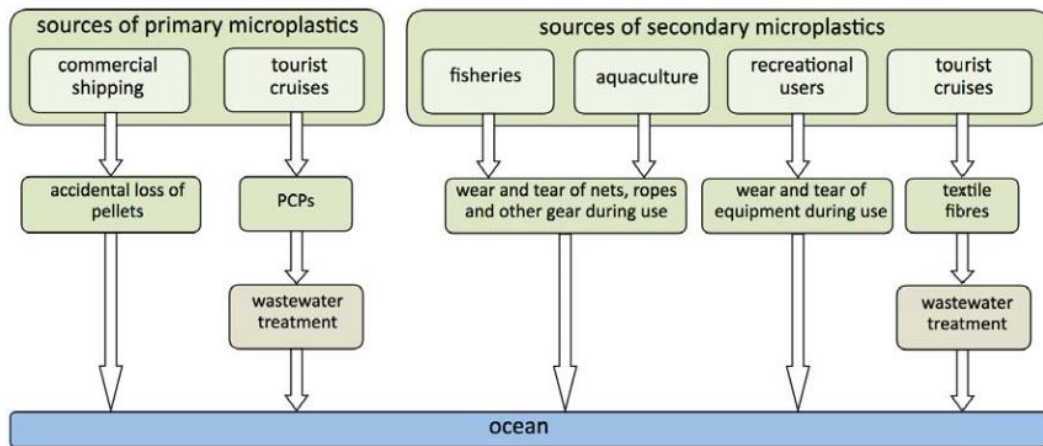 sources of primary microplastics
commercial
shipping
tourist
cruises
accidental loss of
pellets
PCPs
wastewater
treatment
sources of secondary microplastics
fisheries
aquaculture
recreational
users
tourist
cruises
wear and tear of nets, ropes
and other gear during use
wear and tear of
equipment during use
textile
fibres
wastewater
treatment
ocean